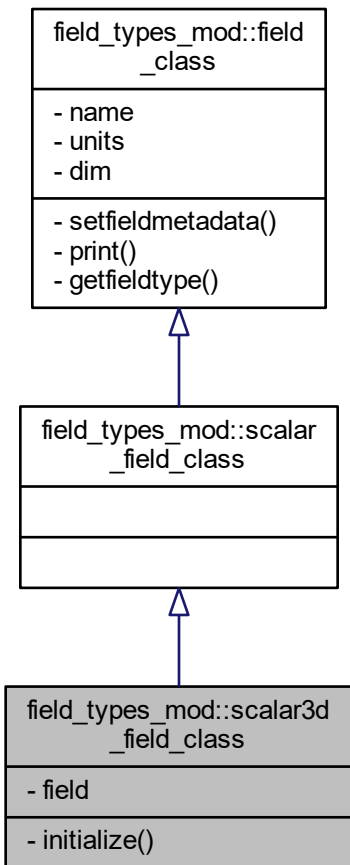 field_types_mod::field
_class
- name
- units
- dim
- setfieldmetadata()
- print()
- getfieldtype()
field_types_mod::scalar
_field_class
field_types_mod::scalar3d
_field_class
- field
- initialize()